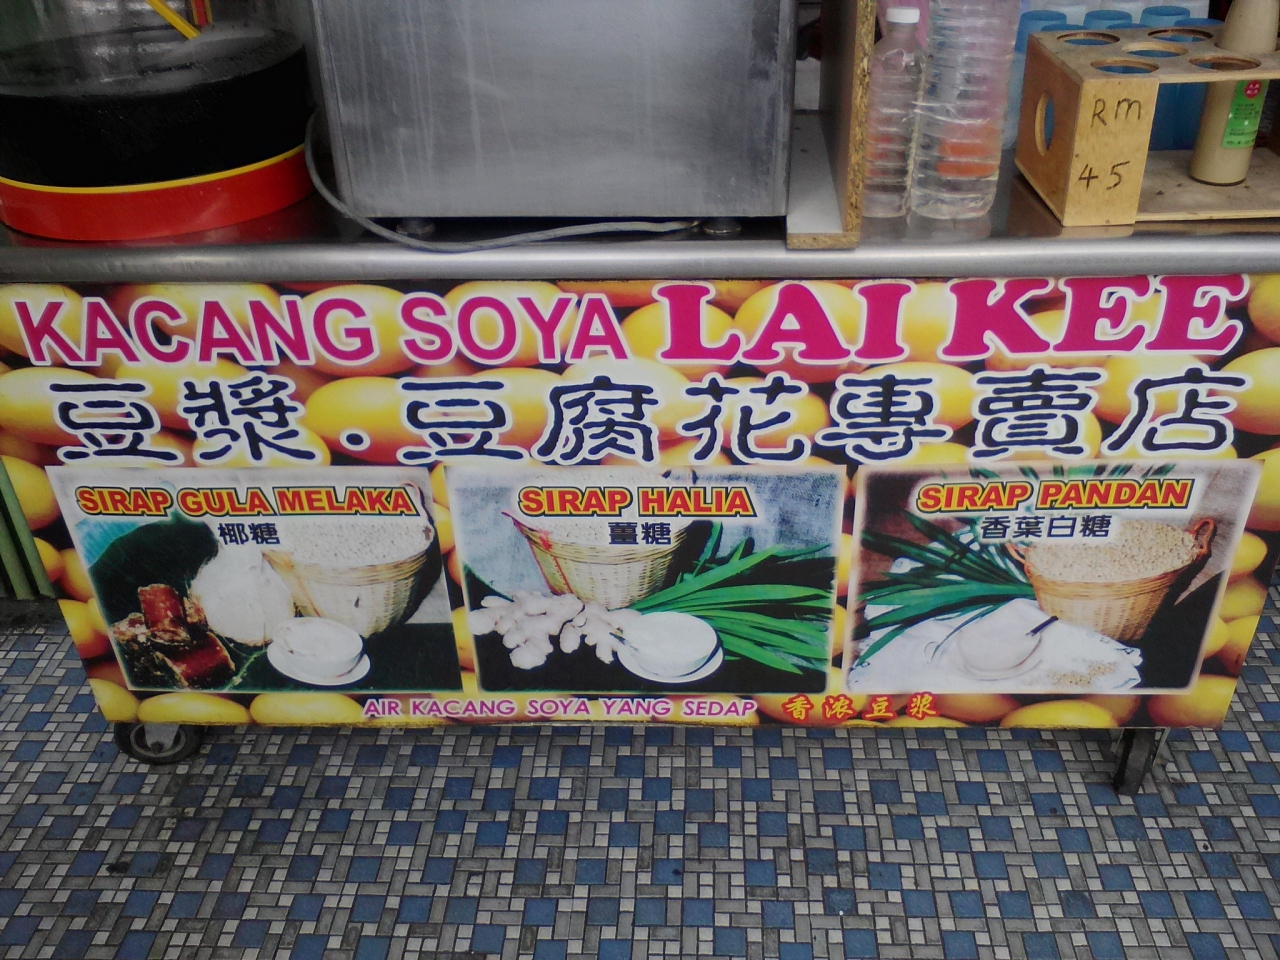 RM
45
KACANG SOYA LAI KEE
豆漿·豆腐花專賣店
SIRAP GULA MELAKA
椰糖
SIRAP HALIA
薑糖
SIRAP PANDAN
香葉白糖
AIR KACANG SOYA YANG SEDAP 香浓豆浆